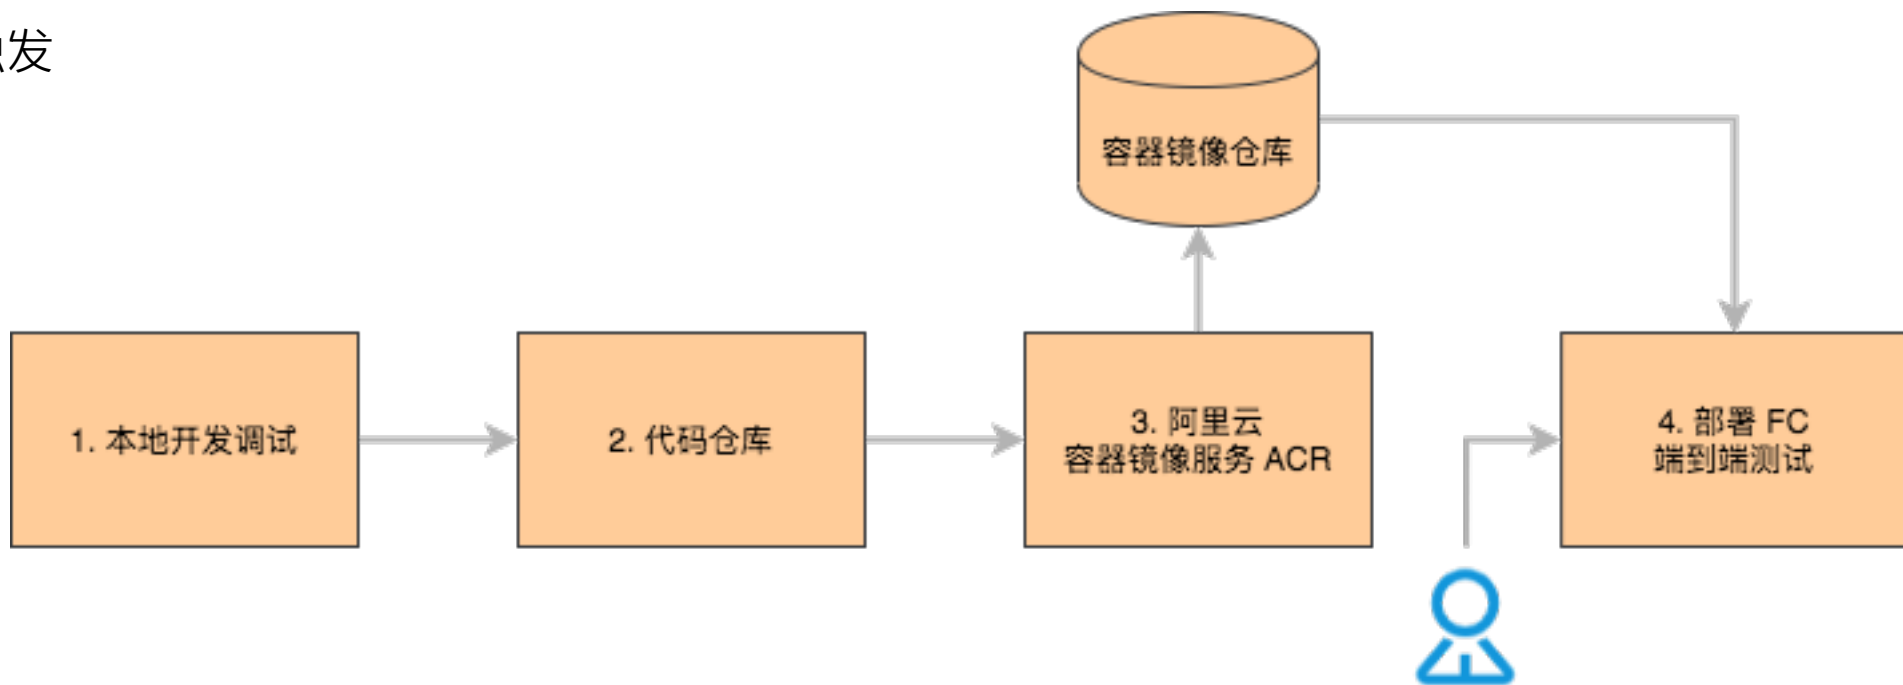 发
容器镜像仓库
1. 本地开发调试
2. 代码仓库
3. 阿里云
容器镜像服务 ACR
4. 部署 FC
端到端测试